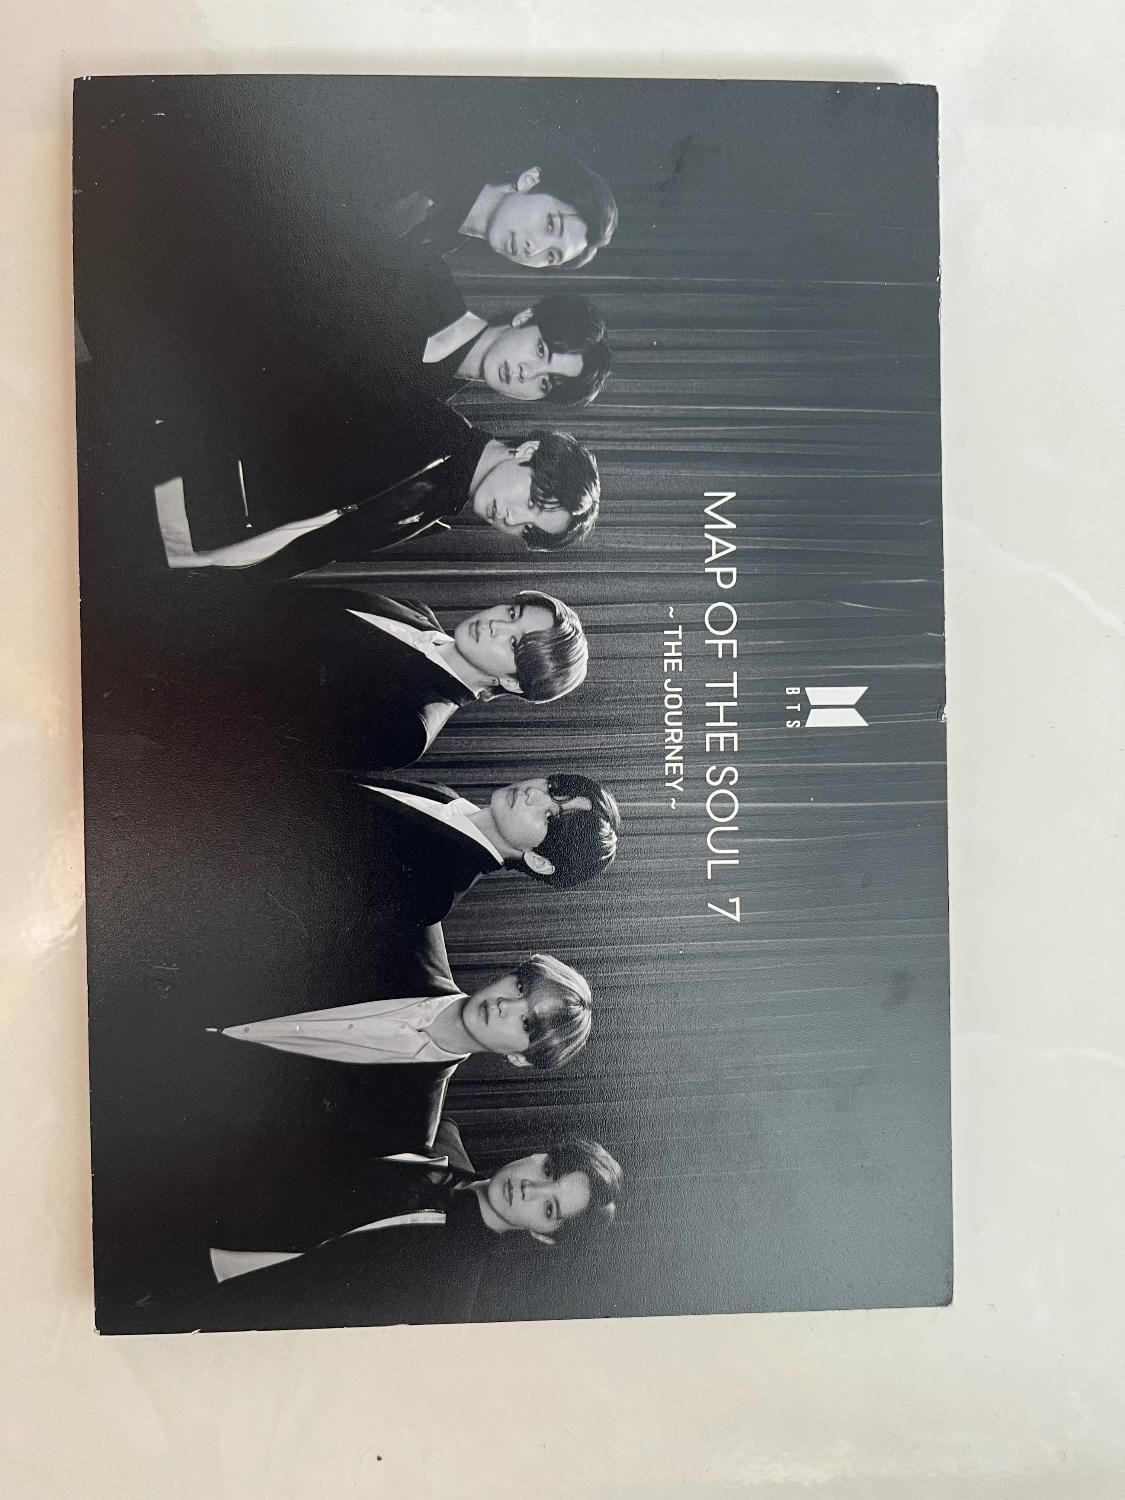 BTS
MAP OF THE SOUL 7
~THE JOURNEY~